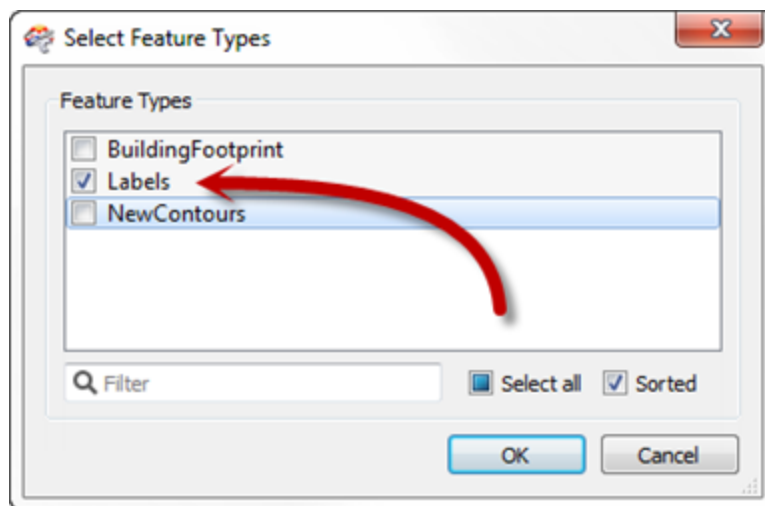 Select Feature Types
Feature Types
BuildingFootprint
Labels
NewContours
Filter
Select all
Sorted
OK
Cancel